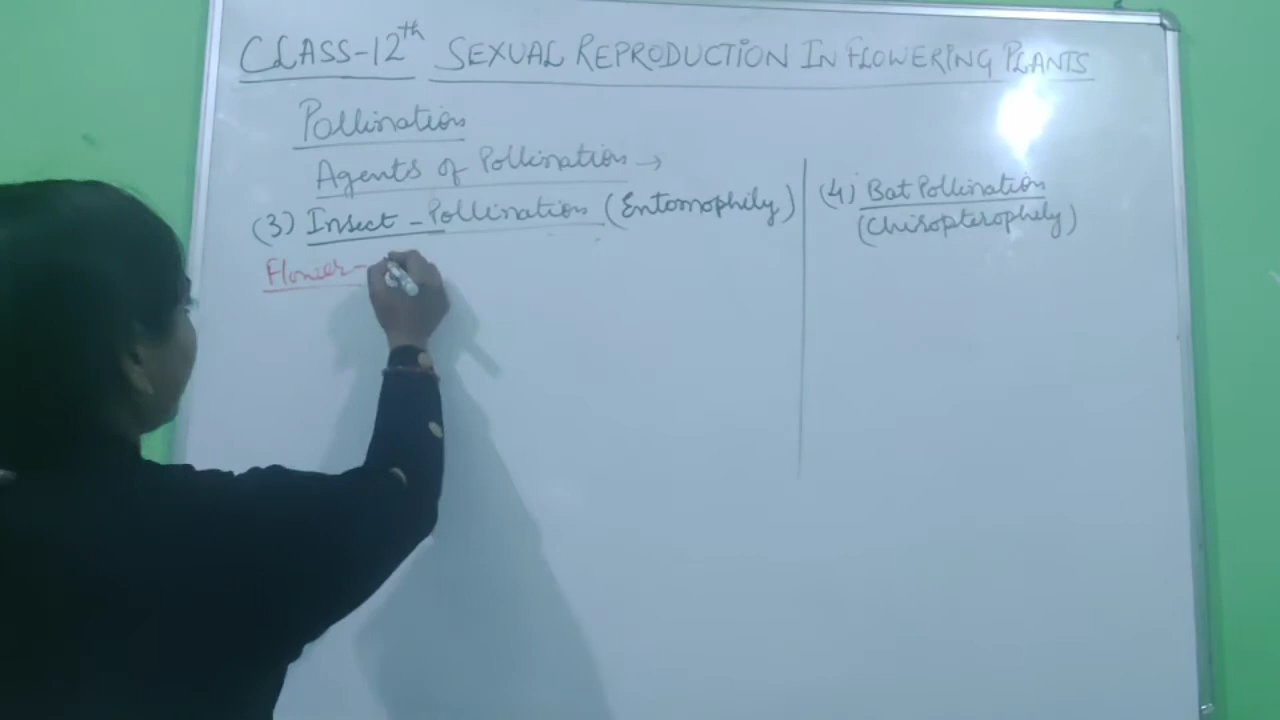 CLASS-12th SEXUAL REPRODUCTION IN FLOWERING PLANTS
Pollination
Agents of Pollination →
(3) Insect - Pollination (Entomophily)
Flower -
(4) Bat Pollination
(Chiropterophily)